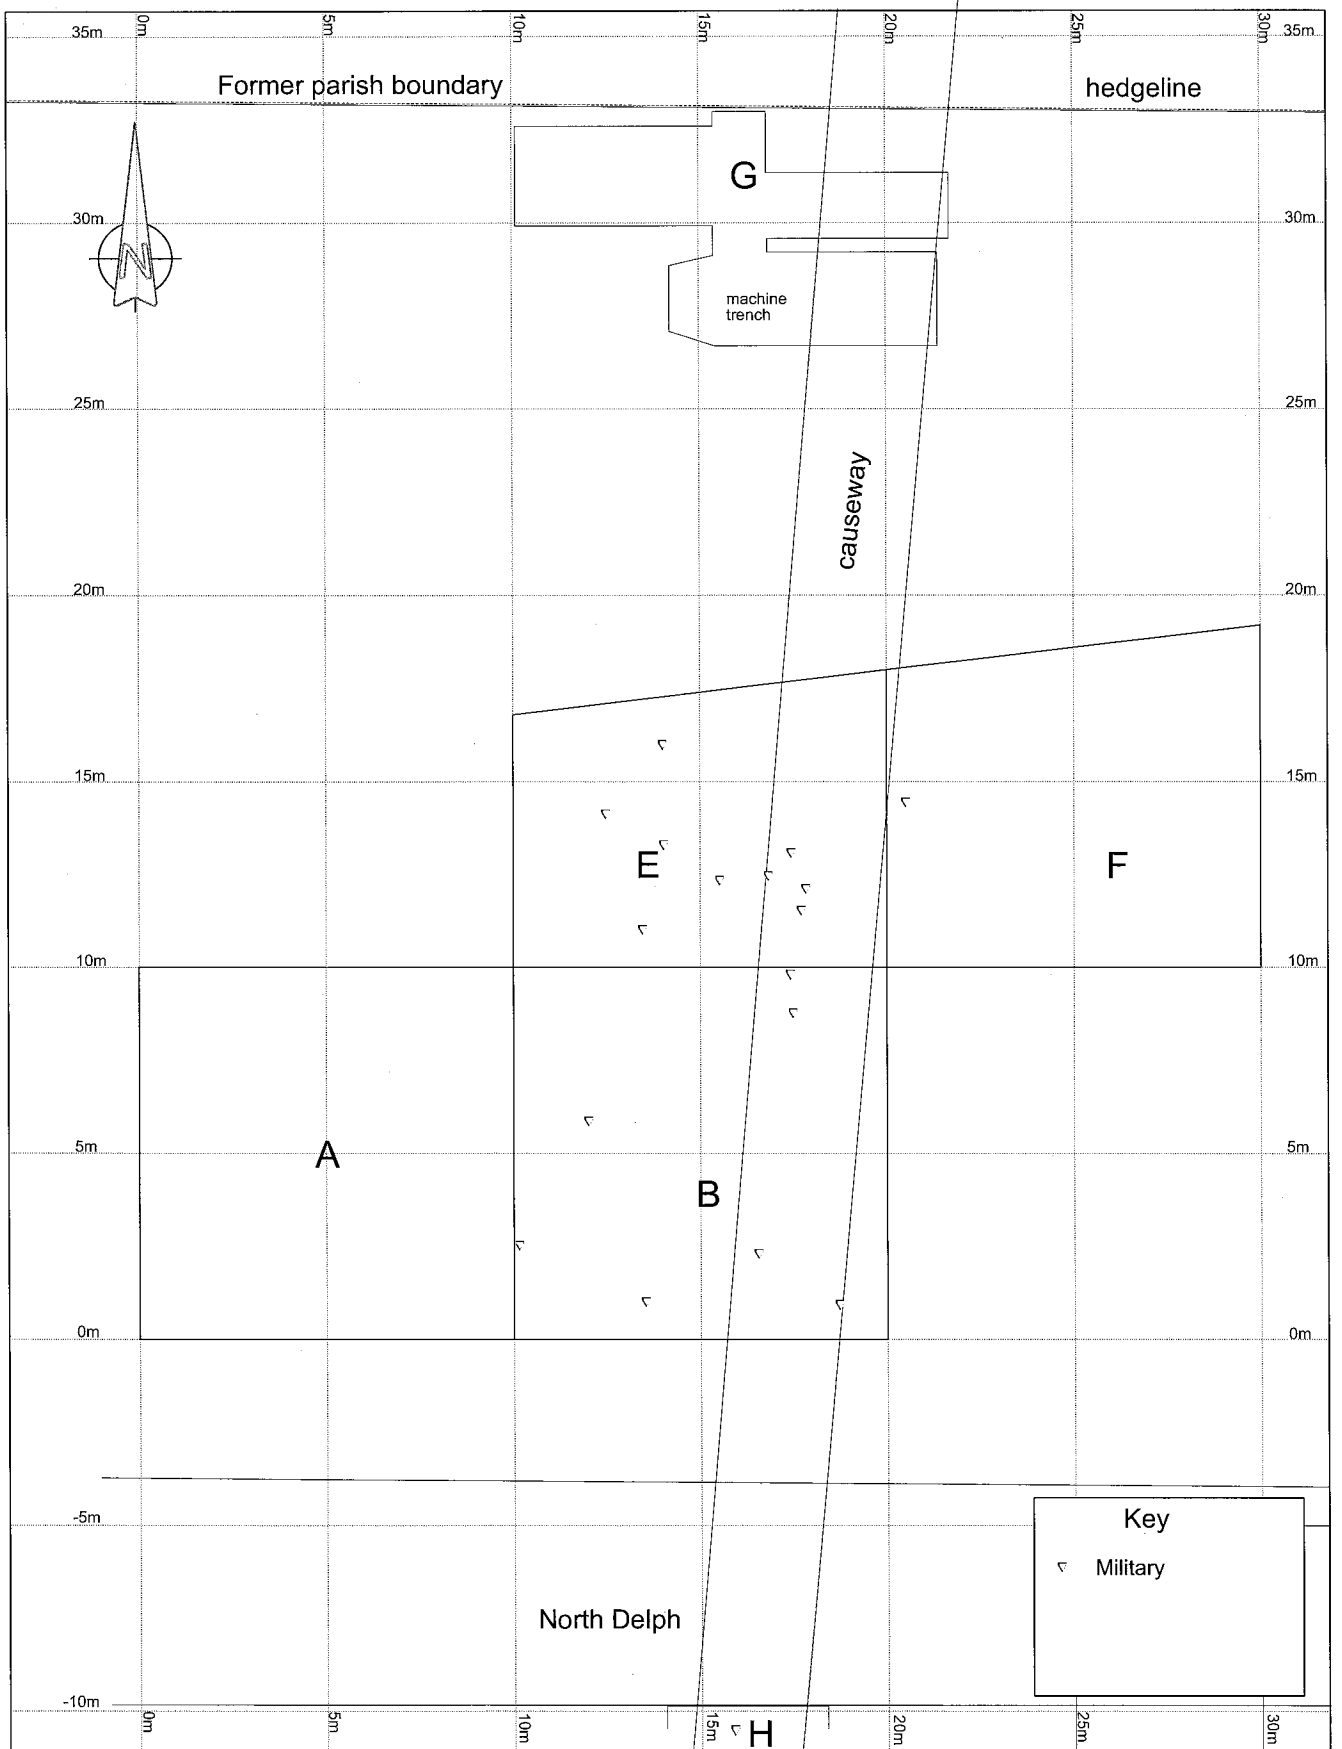 0m 5m 10m 15m 20m 25m 30m
35m 35m
Former parish boundary hedgeline
G
30m 30m
N
machine
trench
25m 25m
causeway
20m 20m
15m 15m
E F
10m 10m
5m 5m
A
B
0m 0m
-5m
Key
Military
North Delph
-10m
0m 5m 10m 15m 20m 25m 30m
H